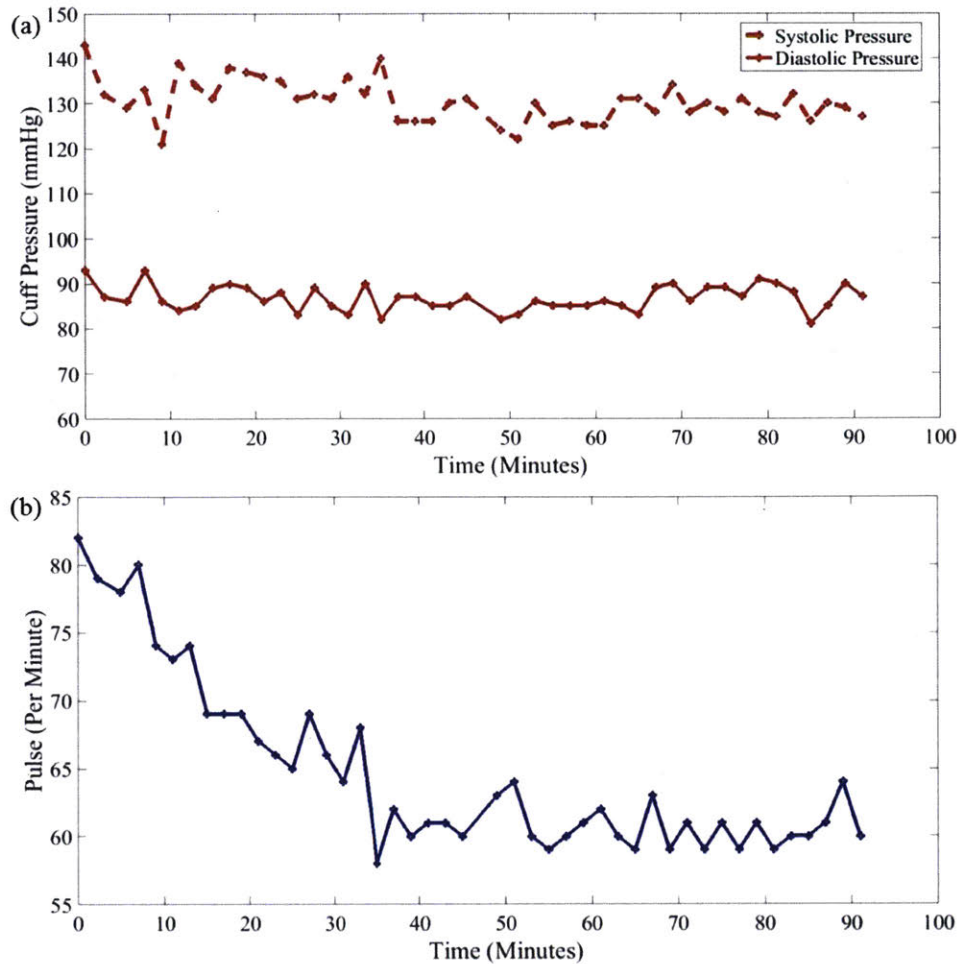 (a)
150
140
130
120
110
100
90
80
70
60
Cuff Pressure (mmHg)
Systolic Pressure
Diastolic Pressure
0 10 20 30 40 50 60 70 80 90 100
Time (Minutes)
(b)
85
80
75
70
65
60
55
Pulse (Per Minute)
0 10 20 30 40 50 60 70 80 90 100
Time (Minutes)